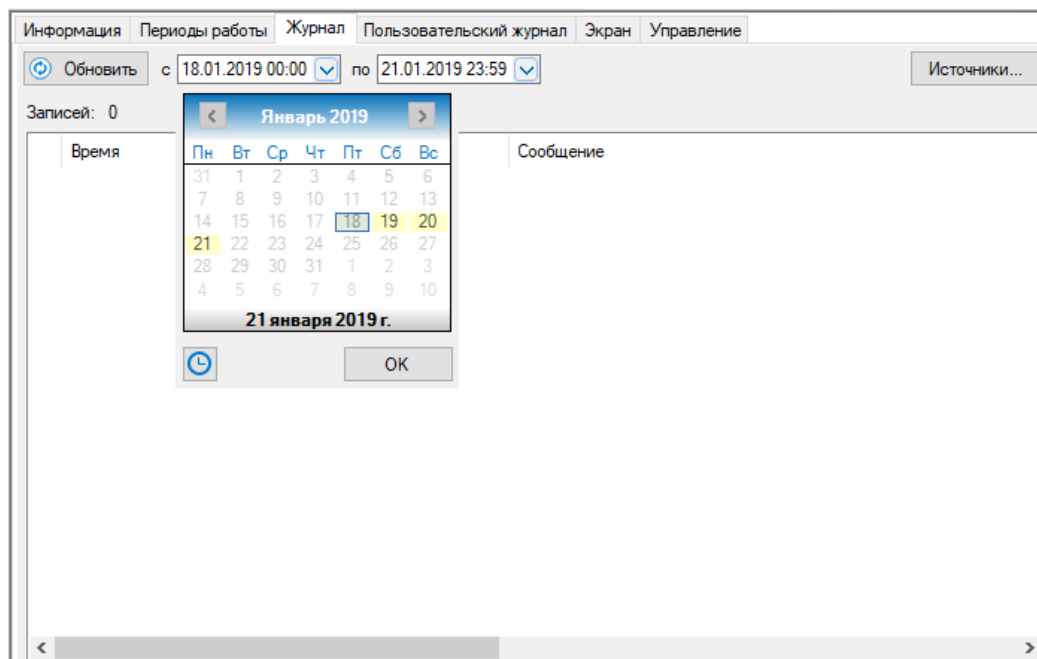 Информация Периоды работы Журнал Пользовательский журнал Экран Управление
Обновить с 18.01.2019 00:00 по 21.01.2019 23:59 Источники...
Записей: 0
Время Сообщение
Январь 2019
Пн Вт Ср Чт Пт Сб Вс
31 1 2 3 4 5 6
7 8 9 10 11 12 13
14 15 16 17 18 19 20
21 22 23 24 25 26 27
28 29 30 31 1 2 3
4 5 6 7 8 9 10
21 января 2019 г.
OK